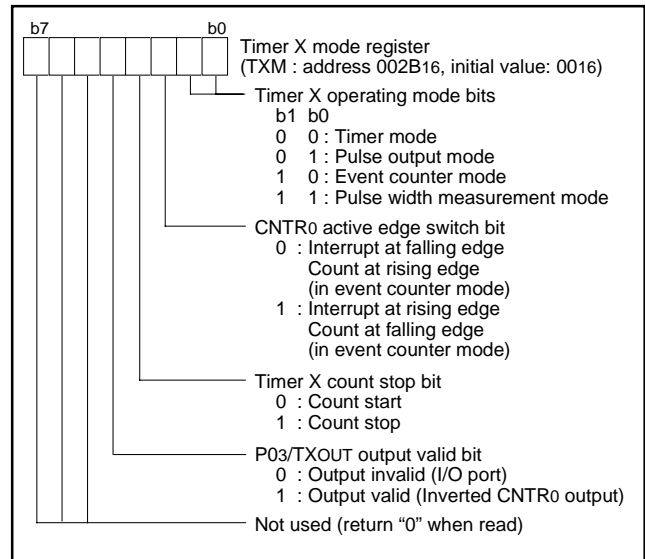 b7 b0
Timer X mode register
(TXM : address 002B16, initial value: 0016)
Timer X operating mode bits
b1 b0
0 0 : Timer mode
0 1 : Pulse output mode
1 0 : Event counter mode
1 1 : Pulse width measurement mode
CNTR0 active edge switch bit
0 : Interrupt at falling edge
Count at rising edge
(in event counter mode)
1 : Interrupt at rising edge
Count at falling edge
(in event counter mode)
Timer X count stop bit
0 : Count start
1 : Count stop
P03/TXOUT output valid bit
0 : Output invalid (I/O port)
1 : Output valid (Inverted CNTR0 output)
Not used (return “0” when read)